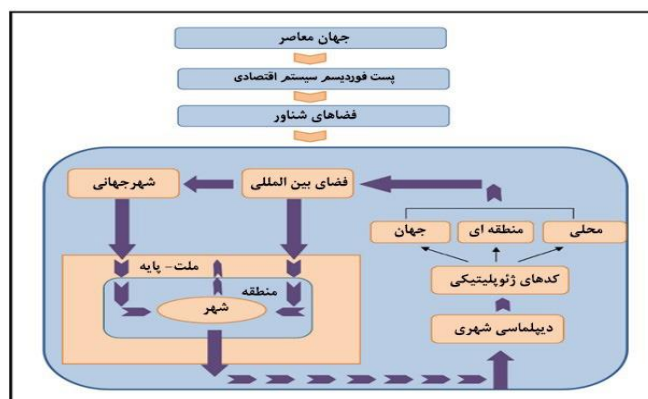 جهان معاصر
پست فوردیسم سیستم اقتصادی
فضاهای شناور
فضای بین المللی
شهرجهانی
محلی
منطقه ای
جهان
ملت- پایه
منطقه
شهر
کدهای ژئوپلیتیکی
دیپلماسی شهری